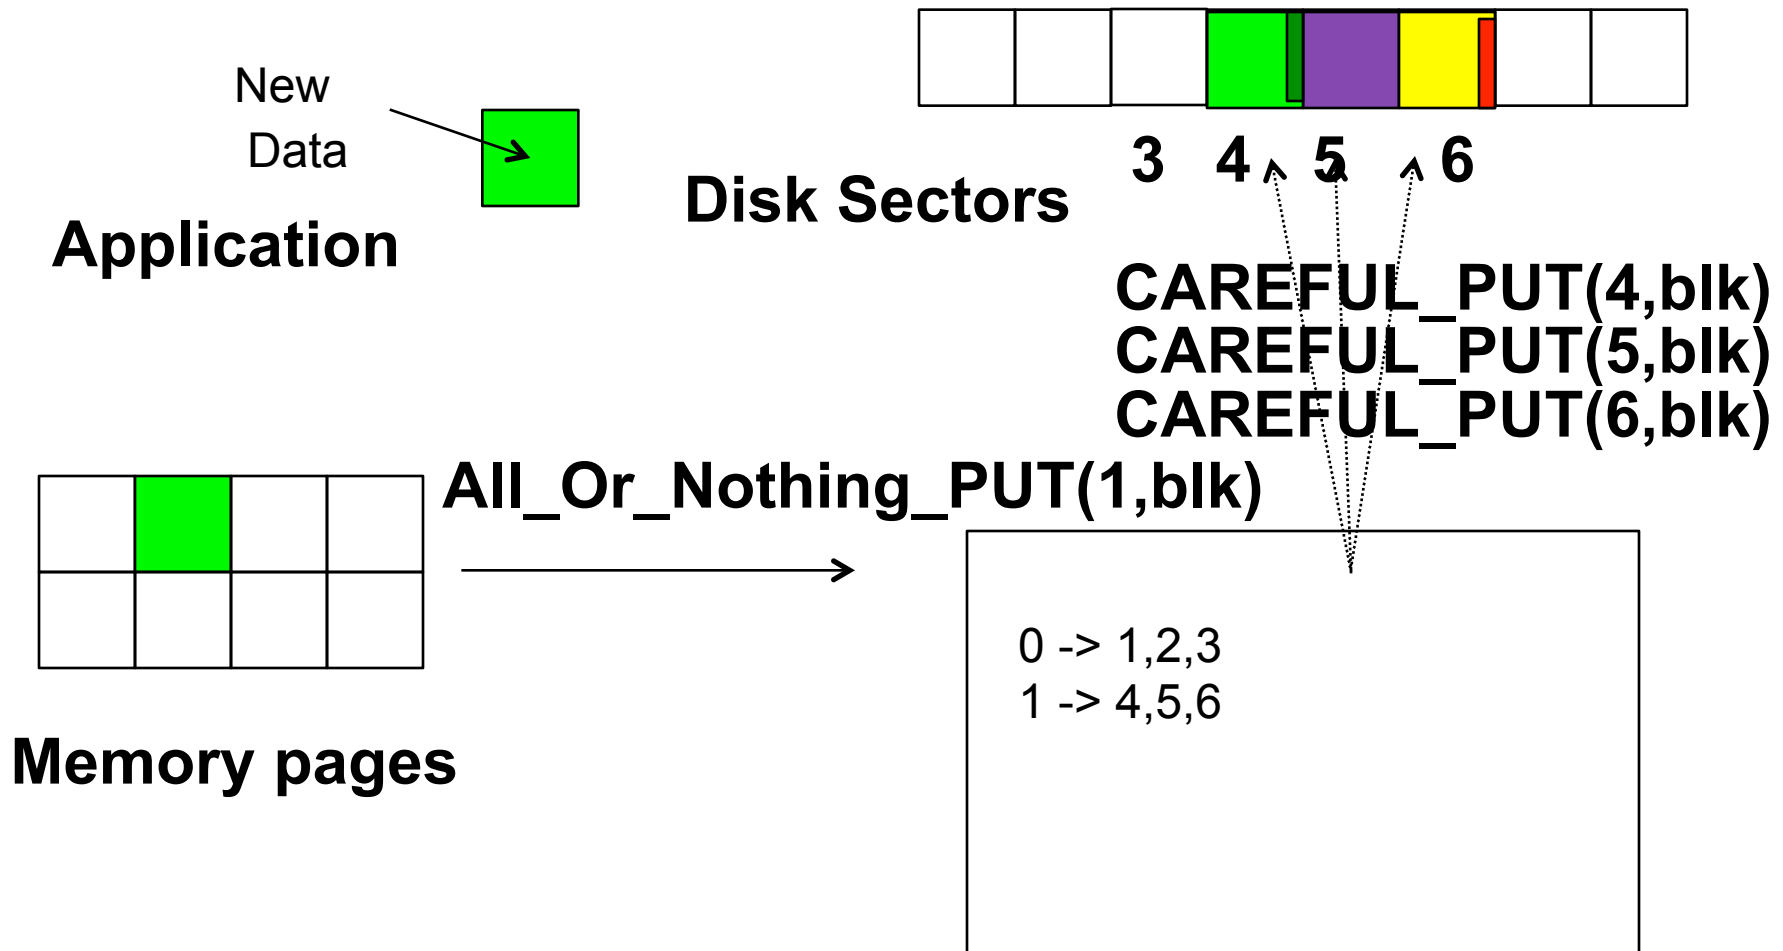 New
Data
Application
Disk Sectors
3 4 5 6
CAREFUL_PUT(4,blk)
CAREFUL_PUT(5,blk)
CAREFUL_PUT(6,blk)
All_Or_Nothing_PUT(1,blk)
0 -> 1,2,3
1 -> 4,5,6
Memory pages